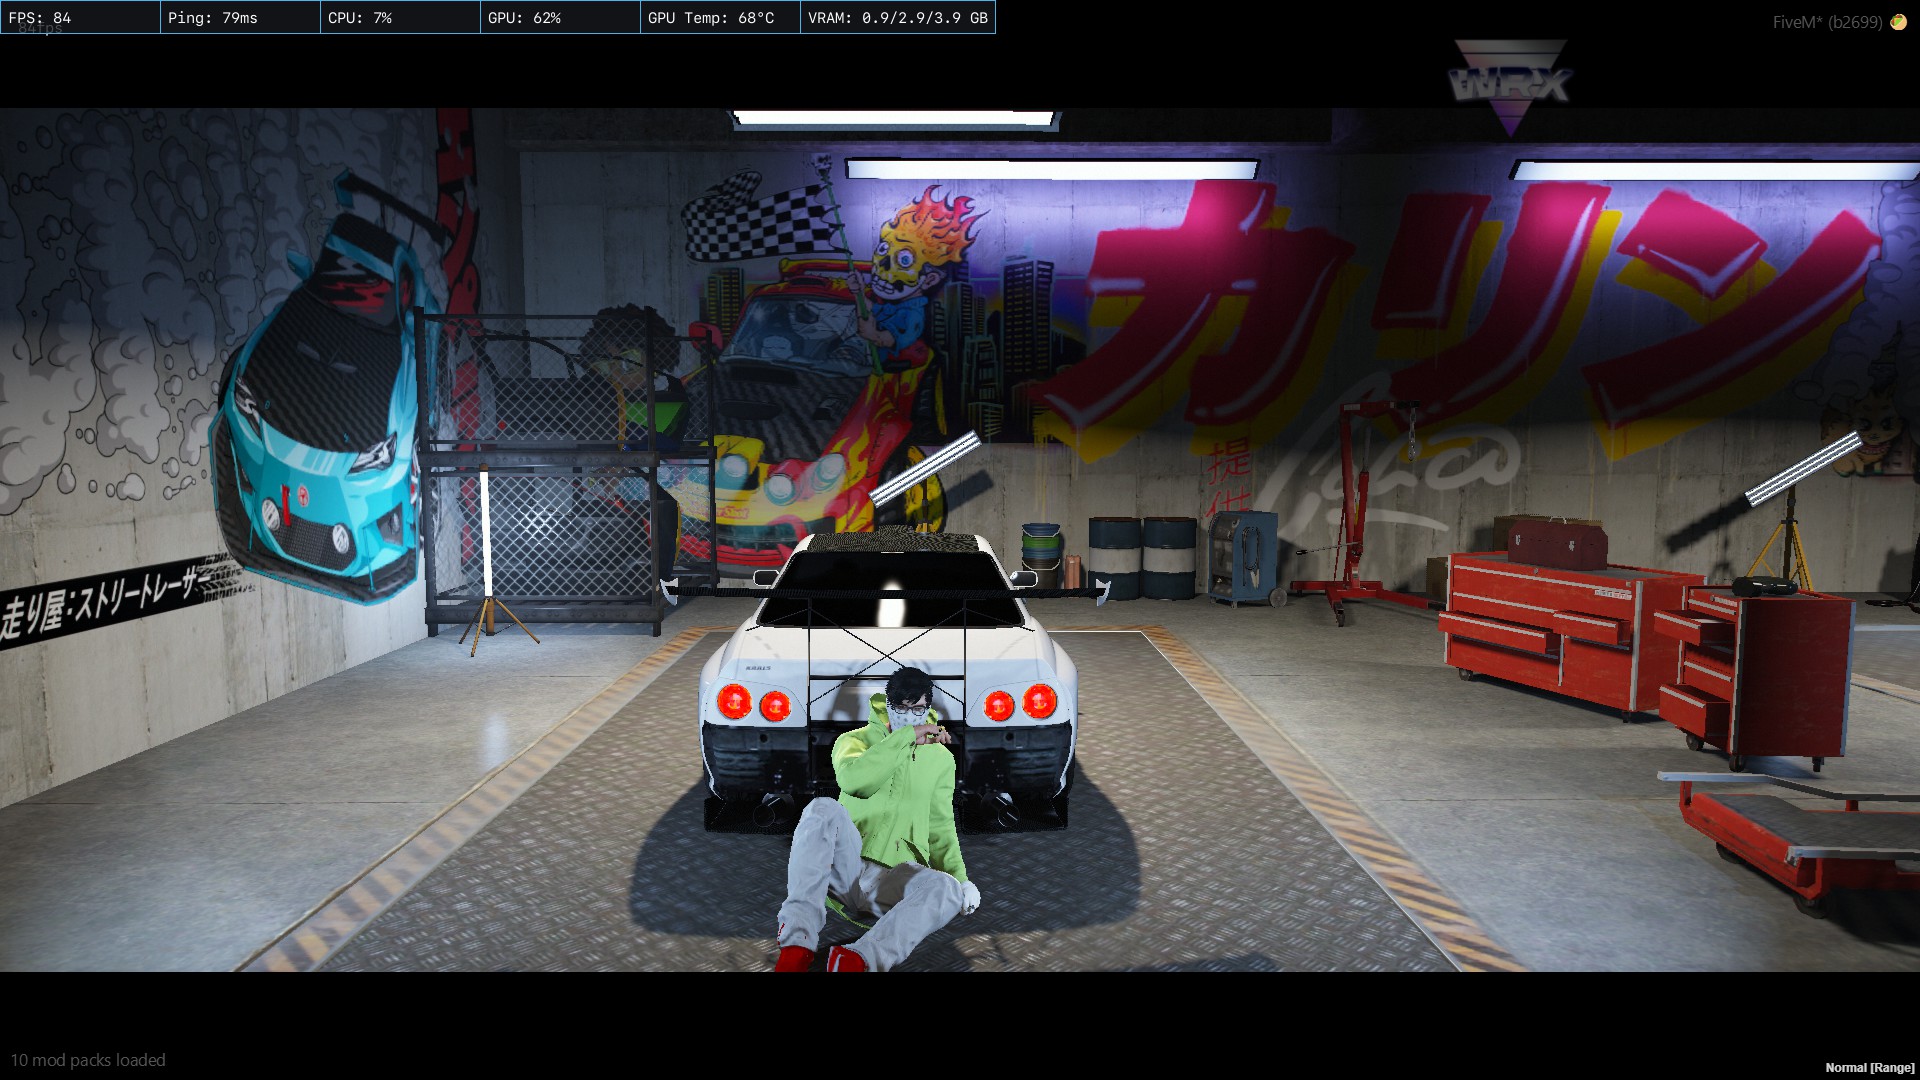 FPS: 84
Ping: 79ms
CPU: 7%
GPU: 62%
GPU Temp: 68°C
VRAM: 0.9/2.9/3.9 GB
84fps
FiveM* (b2699)
WRX
カリン
提
供
走り屋:ストリートレーサー
10 mod packs loaded
Normal [Range]